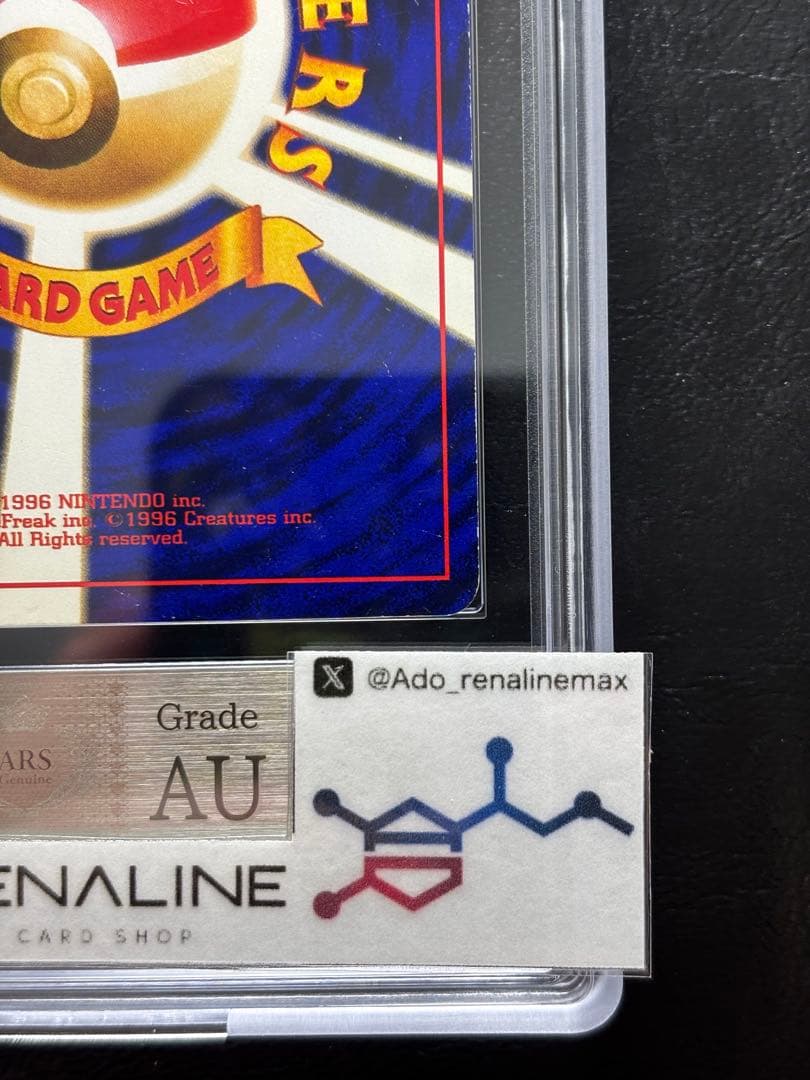 ERS
ARD GAME
1996 NINTENDO inc.
Freak inc. ©1996 Creatures inc.
All Rights reserved.
X @Ado_renalinemax
Grade
AU
ARS
Genuine
ENALINE
CARD SHOP